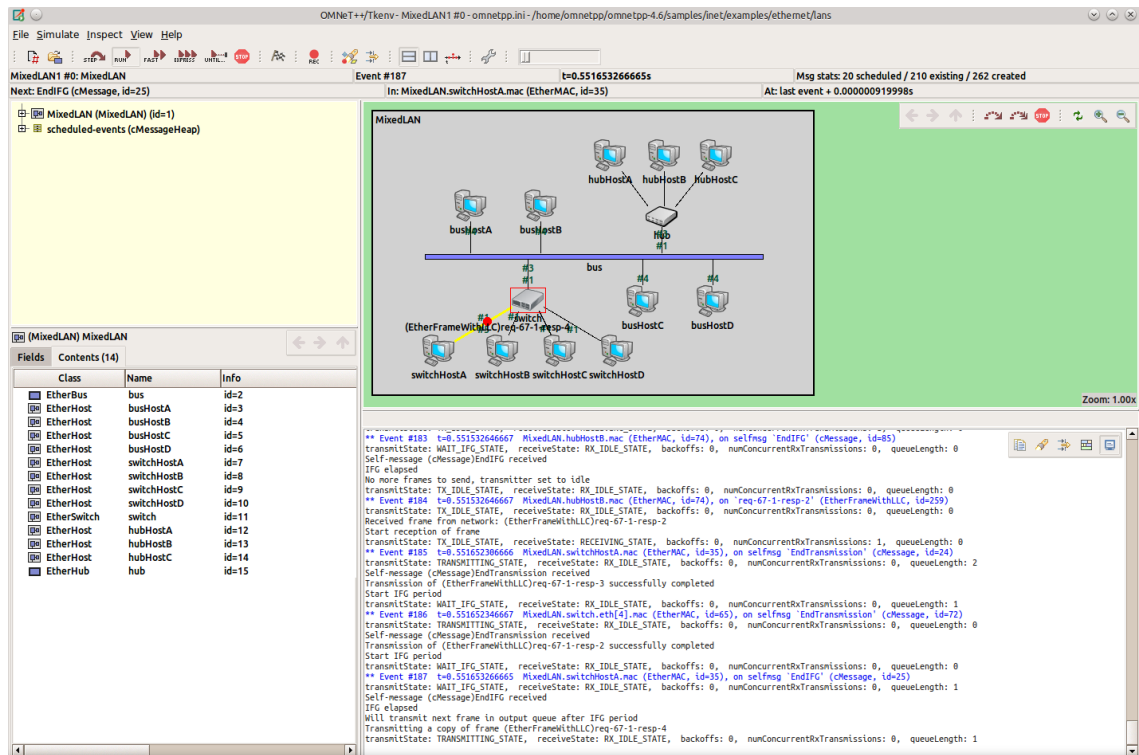 OMNeT++/Tkenv - MixedLAN1 #0 - omnetpp.ini - /home/omnetpp/omnetpp-4.6/samples/inet/examples/ethernet/lans
File Simulate Inspect View Help
STEP RUN FAST EXPRESS UNTIL... STOP REC
MixedLAN1 #0: MixedLAN Event #187 t=0.551653266665s Msg stats: 20 scheduled / 210 existing / 262 created
Next: EndIFG (cMessage, id=25) In: MixedLAN.switchHostA.mac (EtherMAC, id=35) At: last event + 0.000000919998s
MixedLAN (MixedLAN) (id=1)
scheduled-events (cMessageHeap)
(MixedLAN) MixedLAN
Fields Contents (14)
Class Name Info
EtherBus bus id=2
EtherHost busHostA id=3
EtherHost busHostB id=4
EtherHost busHostC id=5
EtherHost busHostD id=6
EtherHost switchHostA id=7
EtherHost switchHostB id=8
EtherHost switchHostC id=9
EtherHost switchHostD id=10
EtherSwitch switch id=11
EtherHost hubHostA id=12
EtherHost hubHostB id=13
EtherHost hubHostC id=14
EtherHub hub id=15
MixedLAN
STOP
hubHostA hubHostB hubHostC
busHostA busHostB hub
#1
#3 bus
#1 #4 #4
switch
(EtherFrameWithLLC)req-67-1-resp-4 #1 busHostC busHostD
switchHostA switchHostB switchHostC switchHostD
Zoom: 1.00x
** Event #183 t=0.551532646667 MixedLAN.hubHostB.mac (EtherMAC, id=74), on selfmsg `EndIFG' (cMessage, id=85)
transmitState: WAIT_IFG_STATE, receiveState: RX_IDLE_STATE, backoffs: 0, numConcurrentRxTransmissions: 0, queueLength: 0
Self-message (cMessage)EndIFG received
IFG elapsed
No more frames to send, transmitter set to idle
transmitState: TX_IDLE_STATE, receiveState: RX_IDLE_STATE, backoffs: 0, numConcurrentRxTransmissions: 0, queueLength: 0
** Event #184 t=0.551532646667 MixedLAN.hubHostB.mac (EtherMAC, id=74), on `req-67-1-resp-2' (EtherFrameWithLLC, id=259)
transmitState: TX_IDLE_STATE, receiveState: RX_IDLE_STATE, backoffs: 0, numConcurrentRxTransmissions: 0, queueLength: 0
Received frame from network: (EtherFrameWithLLC)req-67-1-resp-2
Start reception of frame
transmitState: TX_IDLE_STATE, receiveState: RECEIVING_STATE, backoffs: 0, numConcurrentRxTransmissions: 1, queueLength: 0
** Event #185 t=0.551652306666 MixedLAN.switchHostA.mac (EtherMAC, id=35), on selfmsg `EndTransmission' (cMessage, id=24)
transmitState: TRANSMITTING_STATE, receiveState: RX_IDLE_STATE, backoffs: 0, numConcurrentRxTransmissions: 0, queueLength: 2
Self-message (cMessage)EndTransmission received
Transmission of (EtherFrameWithLLC)req-67-1-resp-3 successfully completed
Start IFG period
transmitState: WAIT_IFG_STATE, receiveState: RX_IDLE_STATE, backoffs: 0, numConcurrentRxTransmissions: 0, queueLength: 1
** Event #186 t=0.551652346667 MixedLAN.switch.eth[4].mac (EtherMAC, id=65), on selfmsg `EndTransmission' (cMessage, id=72)
transmitState: TRANSMITTING_STATE, receiveState: RX_IDLE_STATE, backoffs: 0, numConcurrentRxTransmissions: 0, queueLength: 0
Self-message (cMessage)EndTransmission received
Transmission of (EtherFrameWithLLC)req-67-1-resp-2 successfully completed
Start IFG period
transmitState: WAIT_IFG_STATE, receiveState: RX_IDLE_STATE, backoffs: 0, numConcurrentRxTransmissions: 0, queueLength: 0
** Event #187 t=0.551653266665 MixedLAN.switchHostA.mac (EtherMAC, id=35), on selfmsg `EndIFG' (cMessage, id=25)
transmitState: WAIT_IFG_STATE, receiveState: RX_IDLE_STATE, backoffs: 0, numConcurrentRxTransmissions: 0, queueLength: 1
Self-message (cMessage)EndIFG received
IFG elapsed
Will transmit next frame in output queue after IFG period
Transmitting a copy of frame (EtherFrameWithLLC)req-67-1-resp-4
transmitState: TRANSMITTING_STATE, receiveState: RX_IDLE_STATE, backoffs: 0, numConcurrentRxTransmissions: 0, queueLength: 1